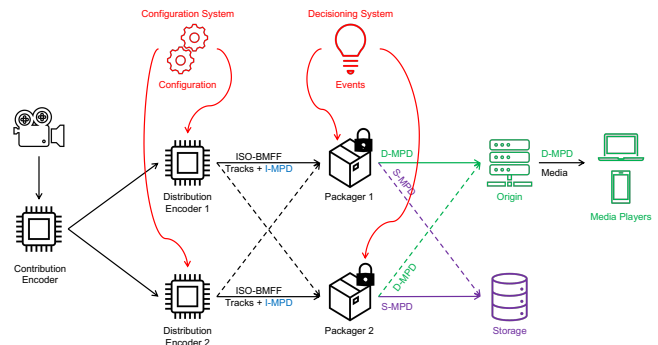 Configuration System
Decisioning System
Configuration
Events
ISO-BMFF
Tracks + I-MPD
D-MPD
S-MPD
D-MPD
Media
Distribution
Encoder 1
Packager 1
Origin
Media Players
Contribution
Encoder
ISO-BMFF
Tracks + I-MPD
D-MPD
S-MPD
Distribution
Encoder 2
Packager 2
Storage